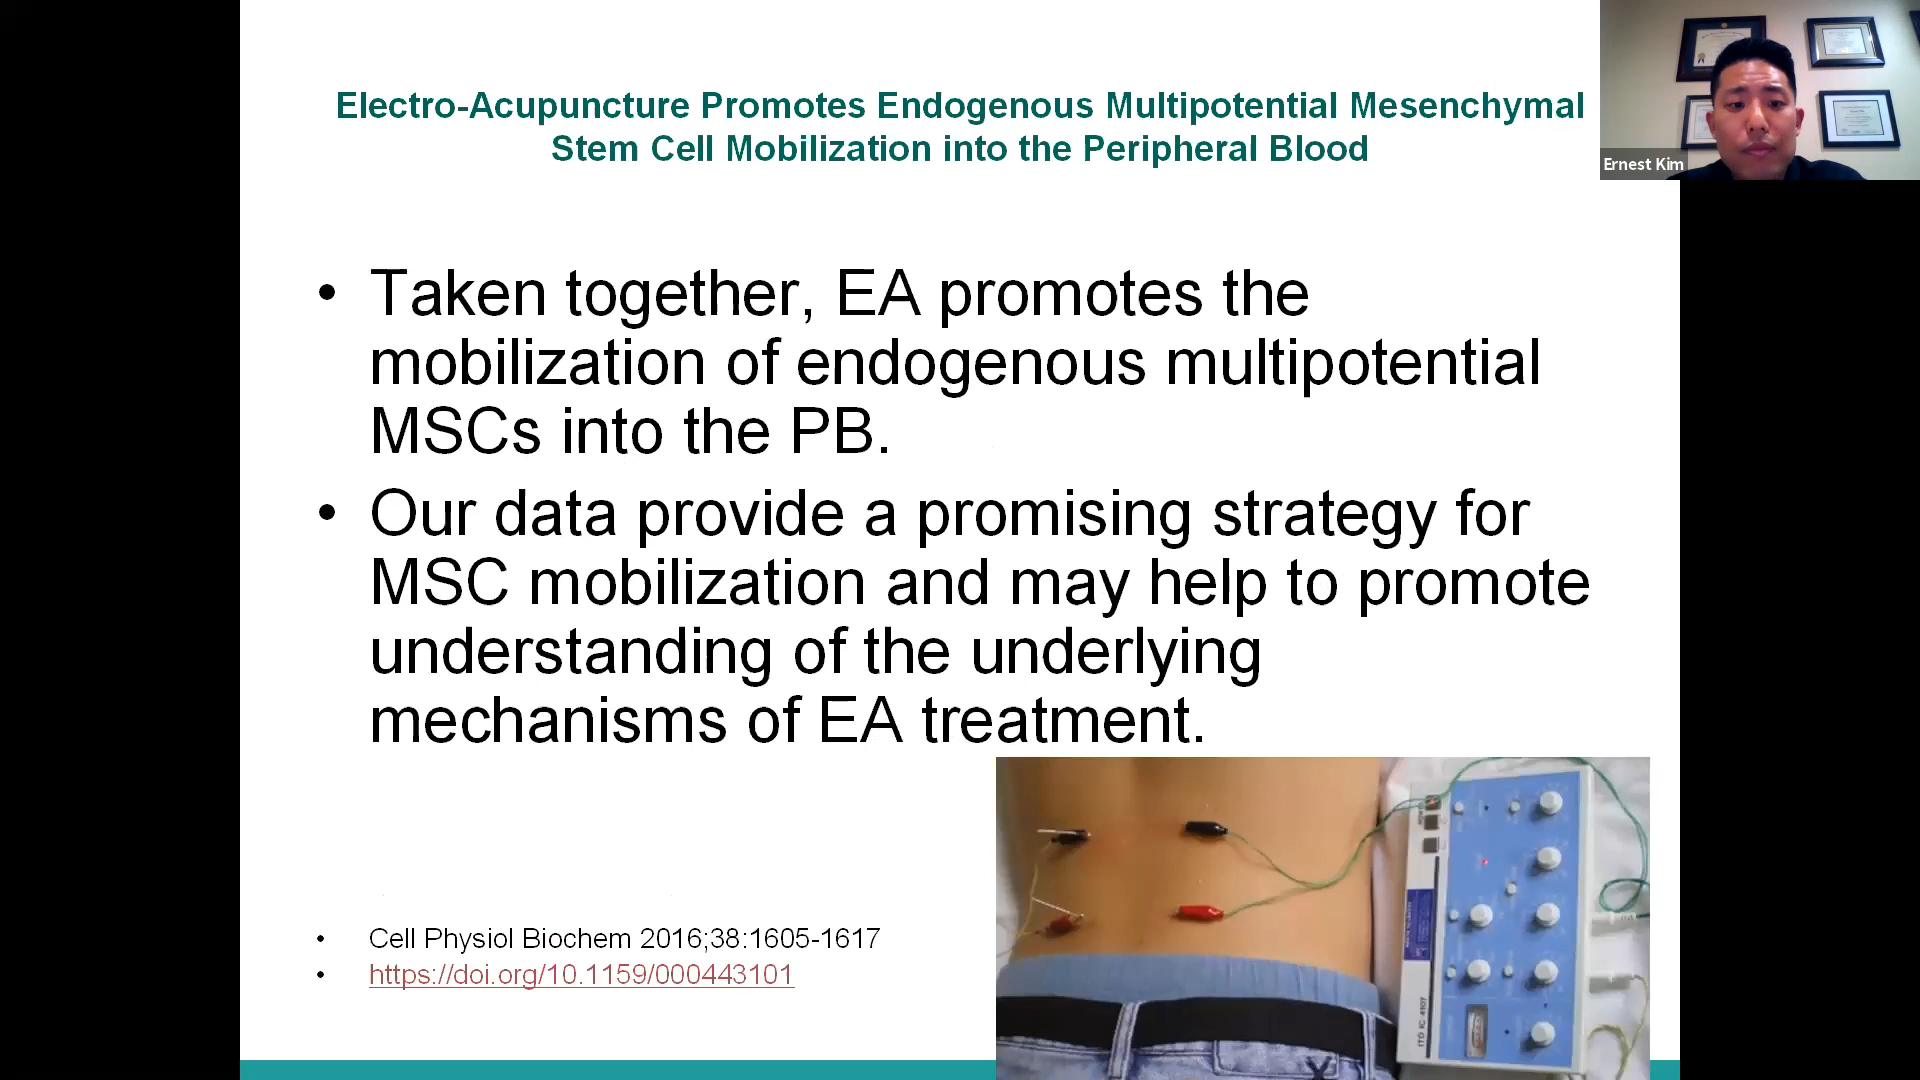 Electro-Acupuncture Promotes Endogenous Multipotential Mesenchymal
Stem Cell Mobilization into the Peripheral Blood
Ernest Kim
• Taken together, EA promotes the
mobilization of endogenous multipotential
MSCs into the PB.
• Our data provide a promising strategy for
MSC mobilization and may help to promote
understanding of the underlying
mechanisms of EA treatment.
• Cell Physiol Biochem 2016;38:1605-1617
• https://doi.org/10.1159/000443101
ITO IC 4107